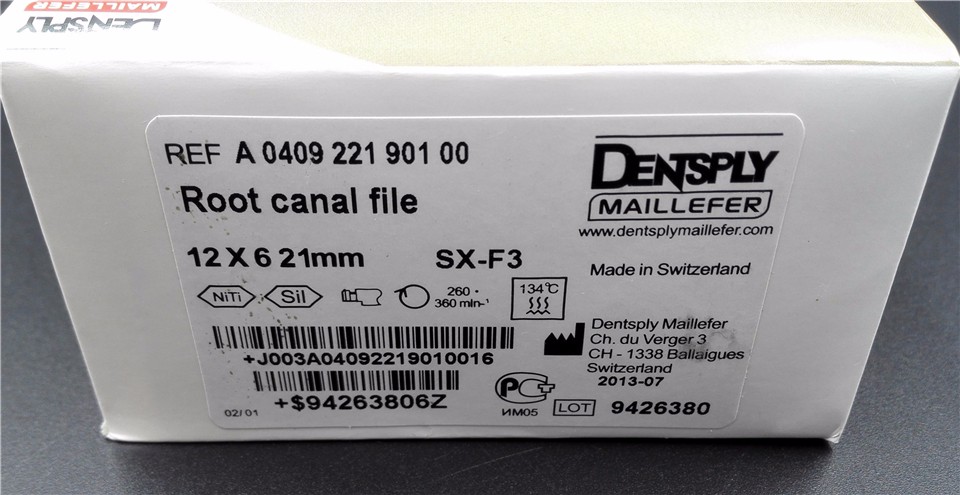 DENSPLY
MAILLEFER
REF A 0409 221 901 00
Root canal file
12 X 6 21mm SX-F3
NiTi Sil 260 - 360 min-¹ 134°C
+J003A04092219010016
+$94263806Z
02/01
DENTSPLY
MAILLEFER
www.dentsplymaillefer.com
Made in Switzerland
Dentsply Maillefer
Ch. du Verger 3
CH - 1338 Ballaigues
Switzerland
2013-07
РСТ
ИМ05
LOT 9426380